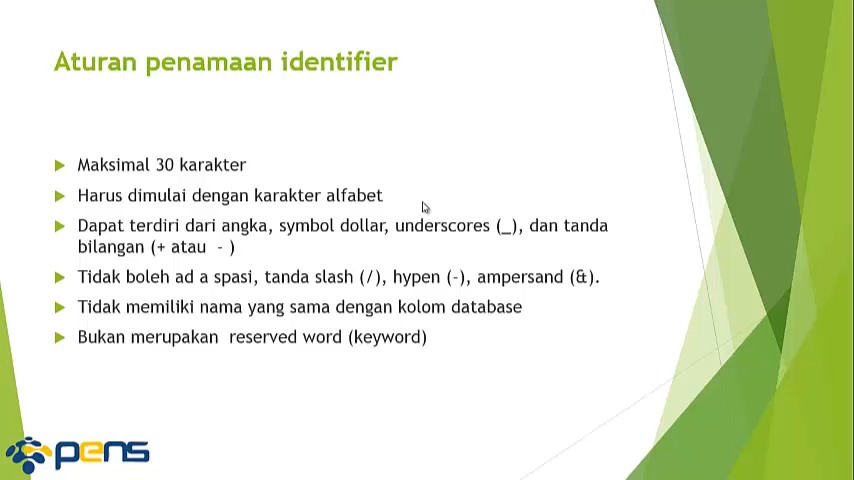 Aturan penamaan identifier
Maksimal 30 karakter
Harus dimulai dengan karakter alfabet
Dapat terdiri dari angka, symbol dollar, underscores (_), dan tanda
bilangan (+ atau  - )
Tidak boleh ad a spasi, tanda slash (/), hypen (-), ampersand (&).
Tidak memiliki nama yang sama dengan kolom database
Bukan merupakan  reserved word (keyword)
pens